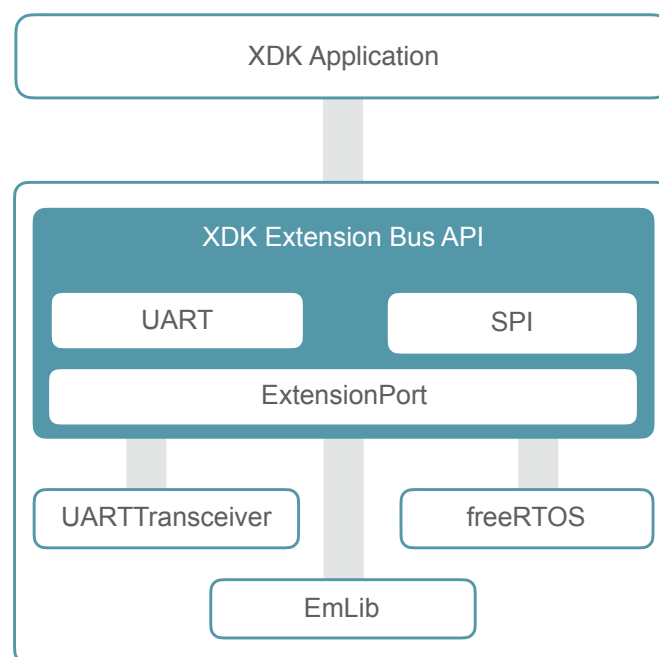 XDK Application
XDK Extension Bus API
UART
SPI
ExtensionPort
UARTTransceiver
freeRTOS
EmLib